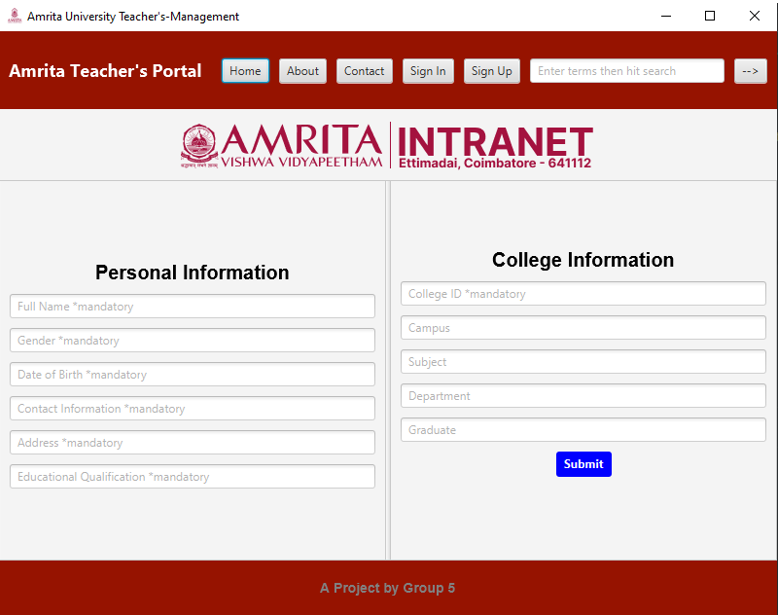 Amrita University Teacher's-Management
Amrita Teacher's Portal Home About Contact Sign In Sign Up Enter terms then hit search -->
AMRITA
VISHWA VIDYAPEETHAM
INTRANET
Ettimadai, Coimbatore - 641112
Personal Information
Full Name *mandatory
Gender *mandatory
Date of Birth *mandatory
Contact Information *mandatory
Address *mandatory
Educational Qualification *mandatory
College Information
College ID *mandatory
Campus
Subject
Department
Graduate
Submit
A Project by Group 5